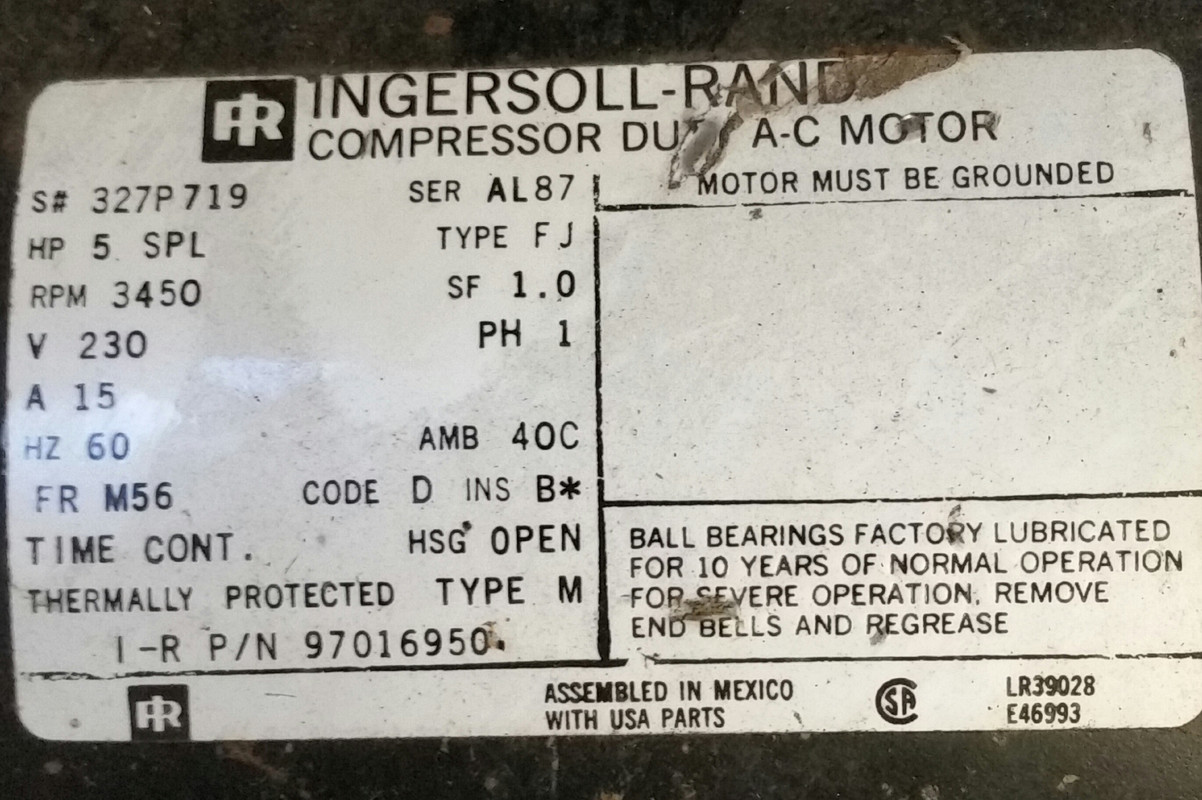 IR INGERSOLL-RAND
COMPRESSOR DUTY A-C MOTOR
MOTOR MUST BE GROUNDED
S# 327P719 SER AL87
HP 5 SPL TYPE FJ
RPM 3450 SF 1.0
V 230 PH 1
A 15
HZ 60 AMB 40C
FR M56 CODE D INS B*
TIME CONT. HSG OPEN
THERMALLY PROTECTED TYPE M
I-R P/N 97016950
BALL BEARINGS FACTORY LUBRICATED
FOR 10 YEARS OF NORMAL OPERATION
FOR SEVERE OPERATION, REMOVE
END BELLS AND REGREASE
IR
ASSEMBLED IN MEXICO
WITH USA PARTS
SA
LR39028
E46993